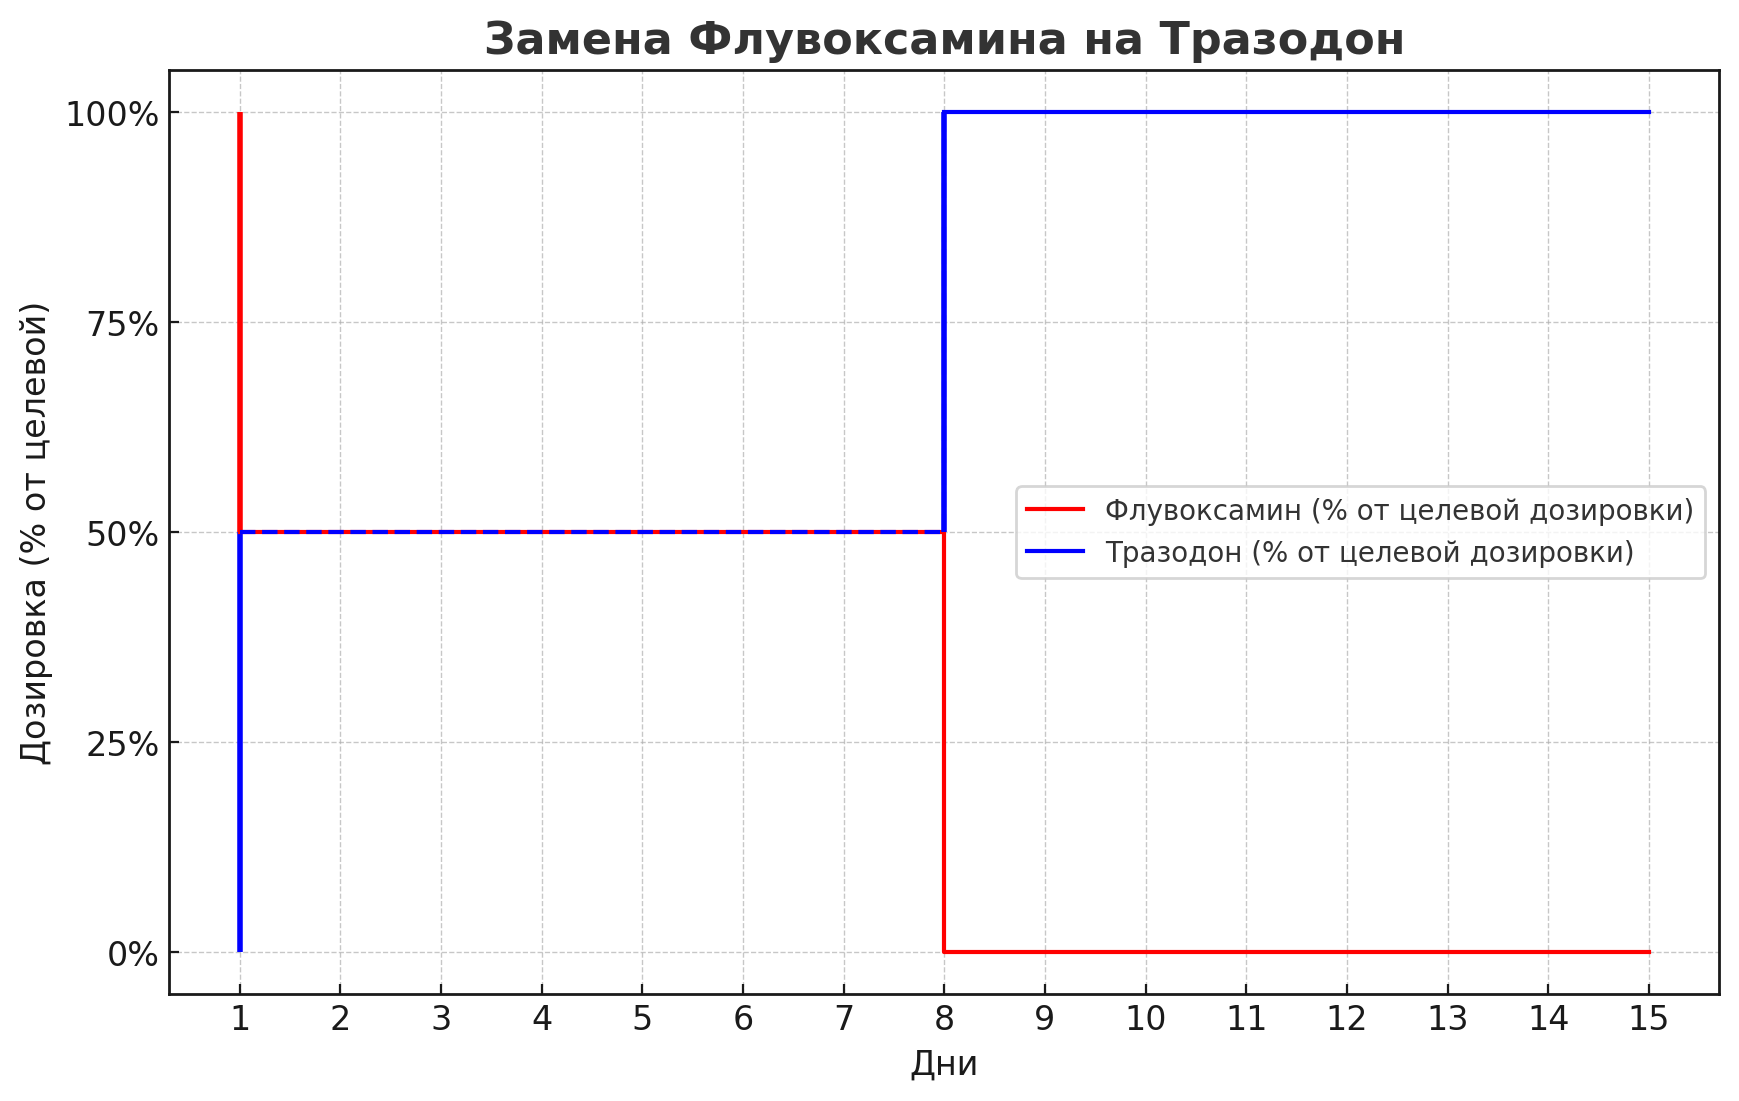 Замена Флувоксамина на Тразодон
Дозировка (% от целевой)
100%
75%
50%
25%
0%
Флувоксамин (% от целевой дозировки)
Тразодон (% от целевой дозировки)
1 2 3 4 5 6 7 8 9 10 11 12 13 14 15
Дни